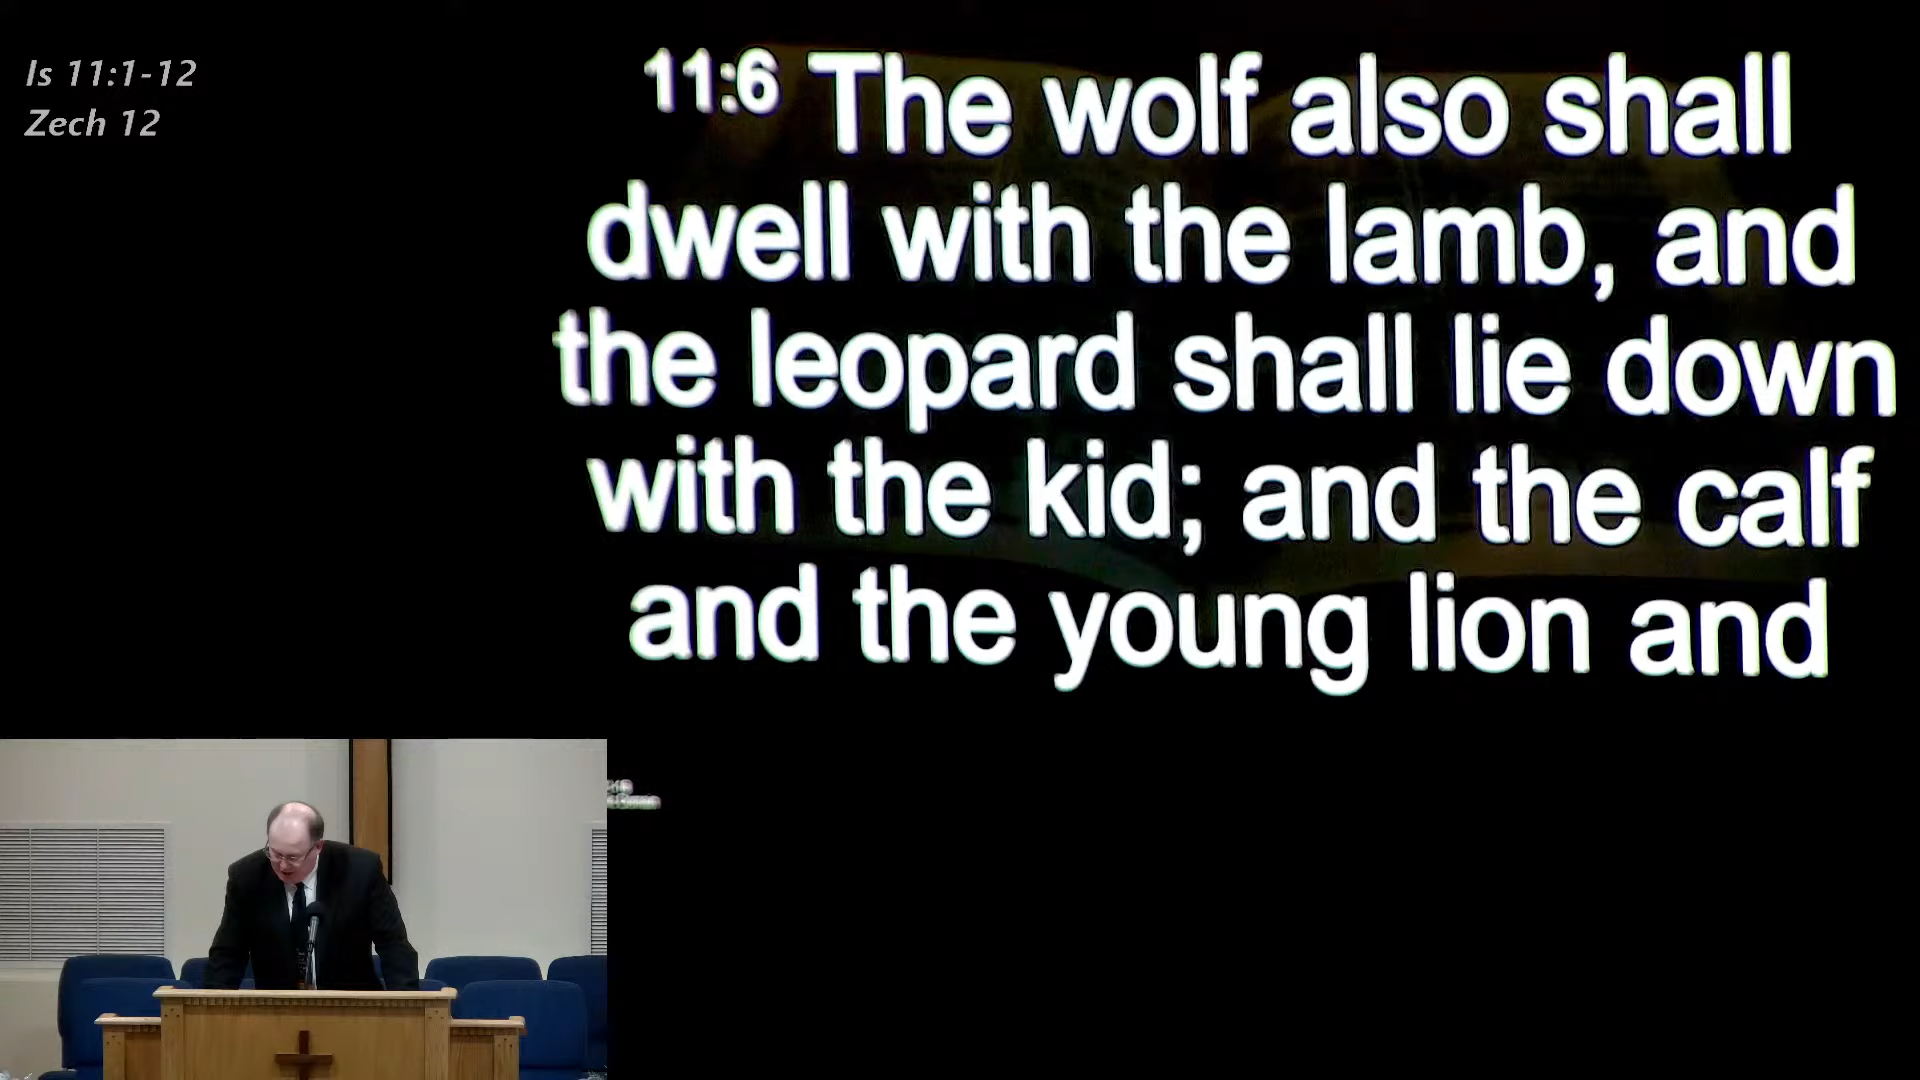 Is 11:1-12
Zech 12
11:6 The wolf also shall
dwell with the lamb, and
the leopard shall lie down
with the kid; and the calf
and the young lion and